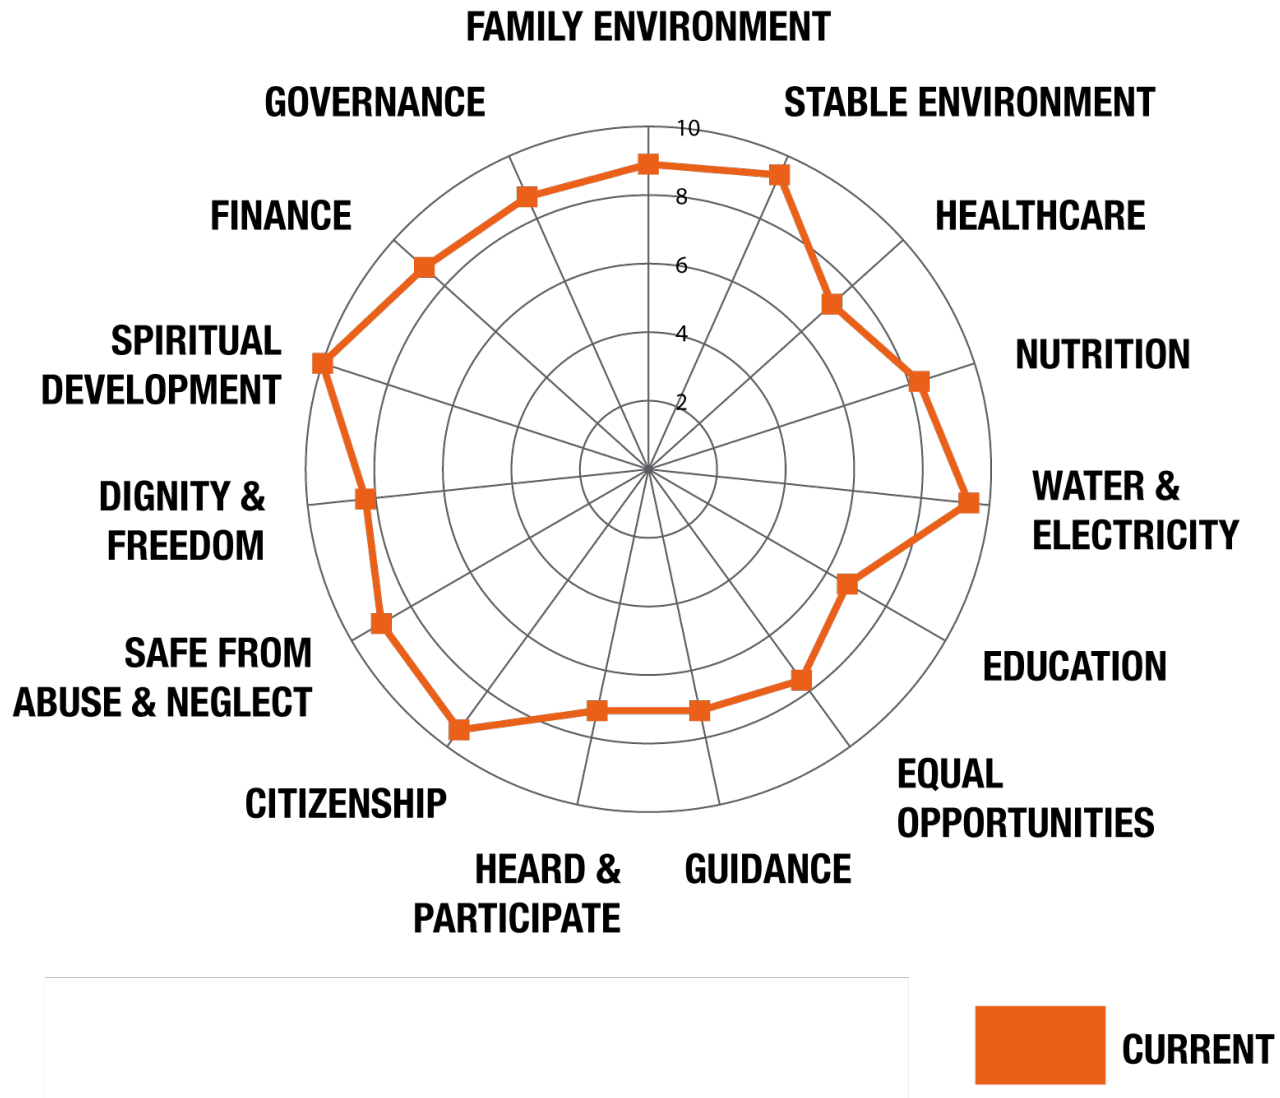 FAMILY ENVIRONMENT
GOVERNANCE
STABLE ENVIRONMENT
10
FINANCE
8
HEALTHCARE
6
SPIRITUAL
DEVELOPMENT
4
NUTRITION
2
DIGNITY &
FREEDOM
WATER &
ELECTRICITY
SAFE FROM
ABUSE & NEGLECT
EDUCATION
CITIZENSHIP
EQUAL
OPPORTUNITIES
HEARD &
PARTICIPATE
GUIDANCE
CURRENT